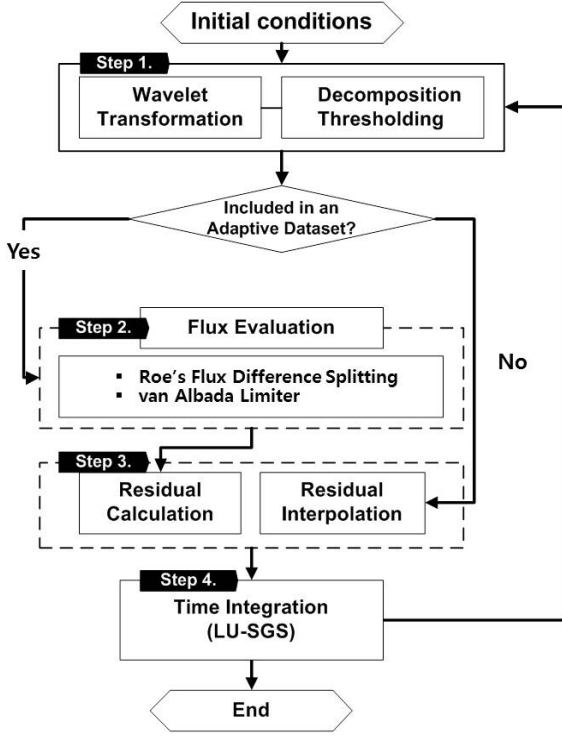 Initial conditions
Step 1.
Wavelet
Transformation
Decomposition
Thresholding
Included in an
Adaptive Dataset?
Yes
No
Step 2.
Flux Evaluation
▪ Roe's Flux Difference Splitting
▪ van Albada Limiter
Step 3.
Residual
Calculation
Residual
Interpolation
Step 4.
Time Integration
(LU-SGS)
End